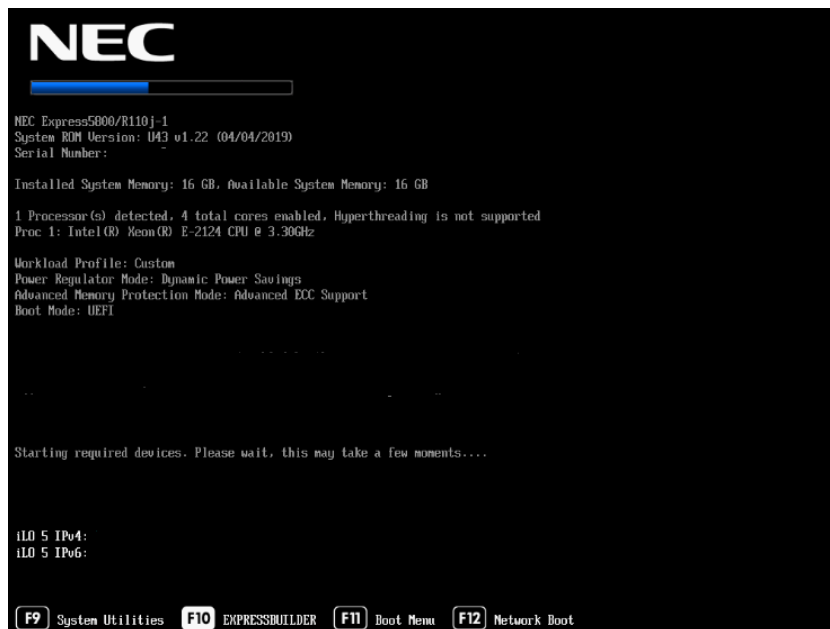 NEC
NEC Express5800/R110j-1
System ROM Version: U43 v1.22 (04/04/2019)
Serial Number:
Installed System Memory: 16 GB, Available System Memory: 16 GB
1 Processor(s) detected, 4 total cores enabled, Hyperthreading is not supported
Proc 1: Intel(R) Xeon(R) E-2124 CPU @ 3.30GHz
Workload Profile: Custom
Power Regulator Mode: Dynamic Power Savings
Advanced Memory Protection Mode: Advanced ECC Support
Boot Mode: UEFI
Starting required devices. Please wait, this may take a few moments....
iLO 5 IPv4:
iLO 5 IPv6:
F9 System Utilities F10 EXPRESSBUILDER F11 Boot Menu F12 Network Boot